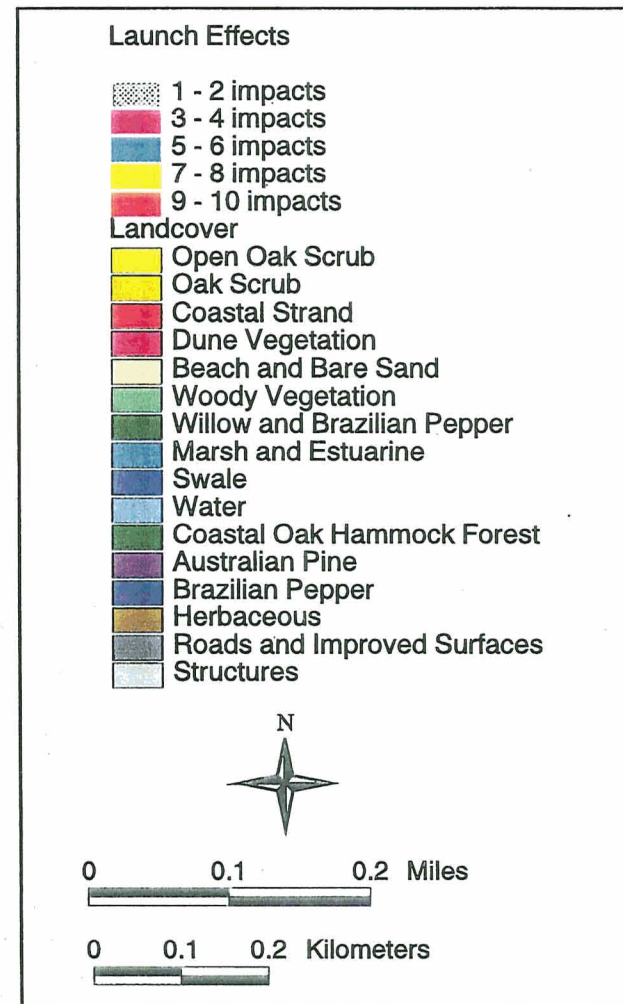 Launch Effects
1 - 2 impacts
3 - 4 impacts
5 - 6 impacts
7 - 8 impacts
9 - 10 impacts
Landcover
Open Oak Scrub
Oak Scrub
Coastal Strand
Dune Vegetation
Beach and Bare Sand
Woody Vegetation
Willow and Brazilian Pepper
Marsh and Estuarine
Swale
Water
Coastal Oak Hammock Forest
Australian Pine
Brazilian Pepper
Herbaceous
Roads and Improved Surfaces
Structures
N
0 0.1 0.2 Miles
0 0.1 0.2 Kilometers